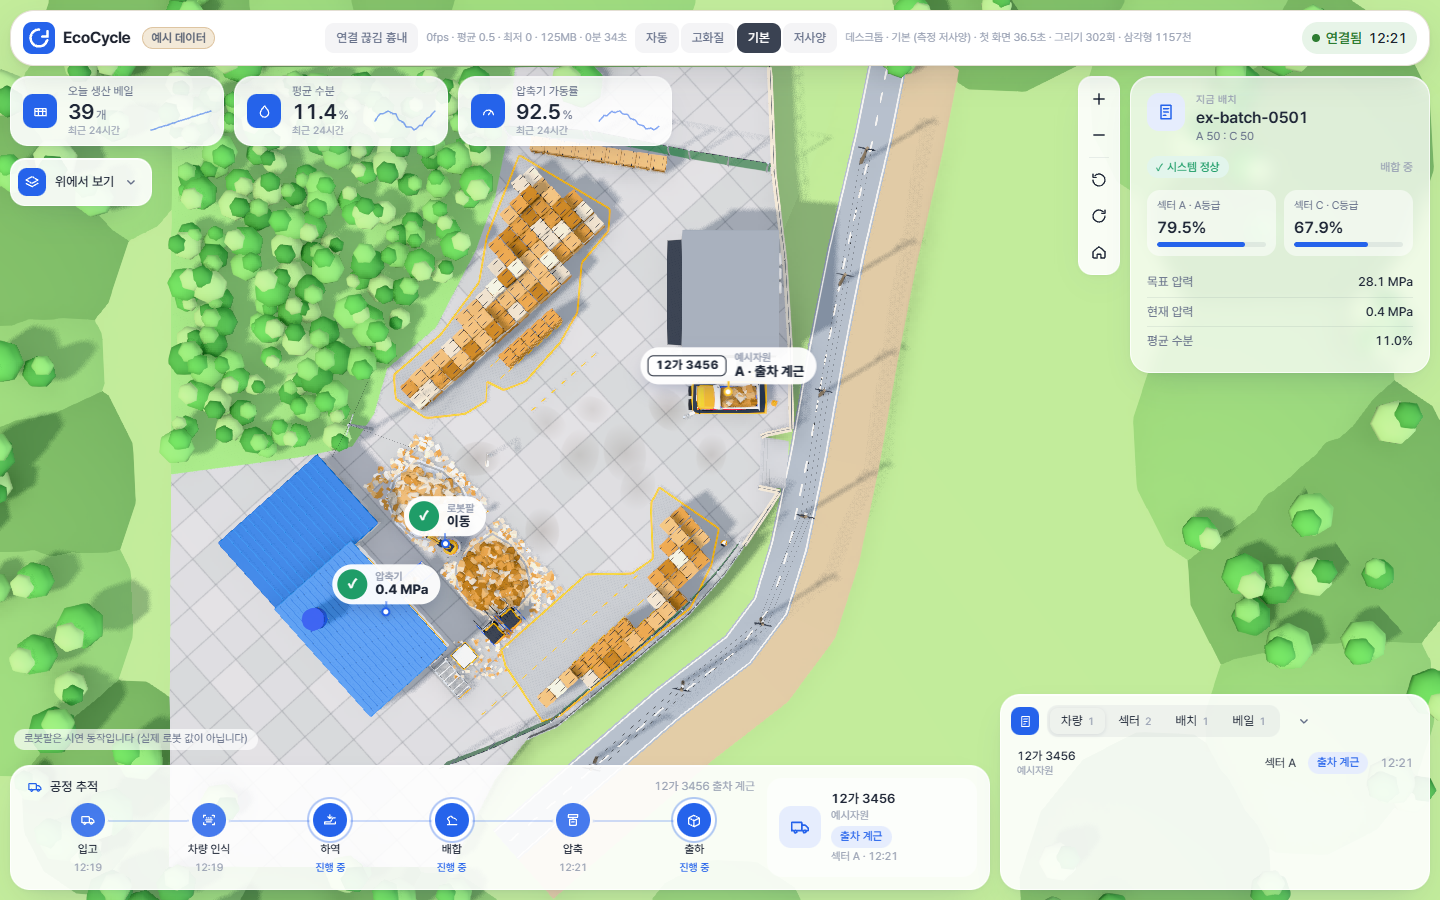 EcoCycle
예시 데이터
연결 끊김 흉내
0fps · 평균 0.5 · 최저 0 · 125MB · 0분 34초
자동
고화질
기본
저사양
데스크톱 · 기본 (측정 저사양) · 첫 화면 36.5초 · 그리기 302회 · 삼각형 1157천
연결됨 12:21
오늘 생산 베일
39개
최근 24시간
평균 수분
11.4%
최근 24시간
압축기 가동률
92.5%
최근 24시간
위에서 보기
지금 배치
ex-batch-0501
A 50 : C 50
✓ 시스템 정상
배합 중
섹터 A · A등급
79.5%
섹터 C · C등급
67.9%
목표 압력 28.1 MPa
현재 압력 0.4 MPa
평균 수분 11.0%
12가 3456
예시자원
A · 출차 계근
로봇팔
이동
압축기
0.4 MPa
로봇팔은 시연 동작입니다 (실제 로봇 값이 아닙니다)
공정 추적
12가 3456 출차 계근
입고
12:19
차량 인식
12:19
하역
진행 중
배합
진행 중
압축
12:21
출하
진행 중
12가 3456
예시자원
출차 계근
섹터 A · 12:21
차량 1
섹터 2
배치 1
베일 1
12가 3456
예시자원
섹터 A
출차 계근
12:21